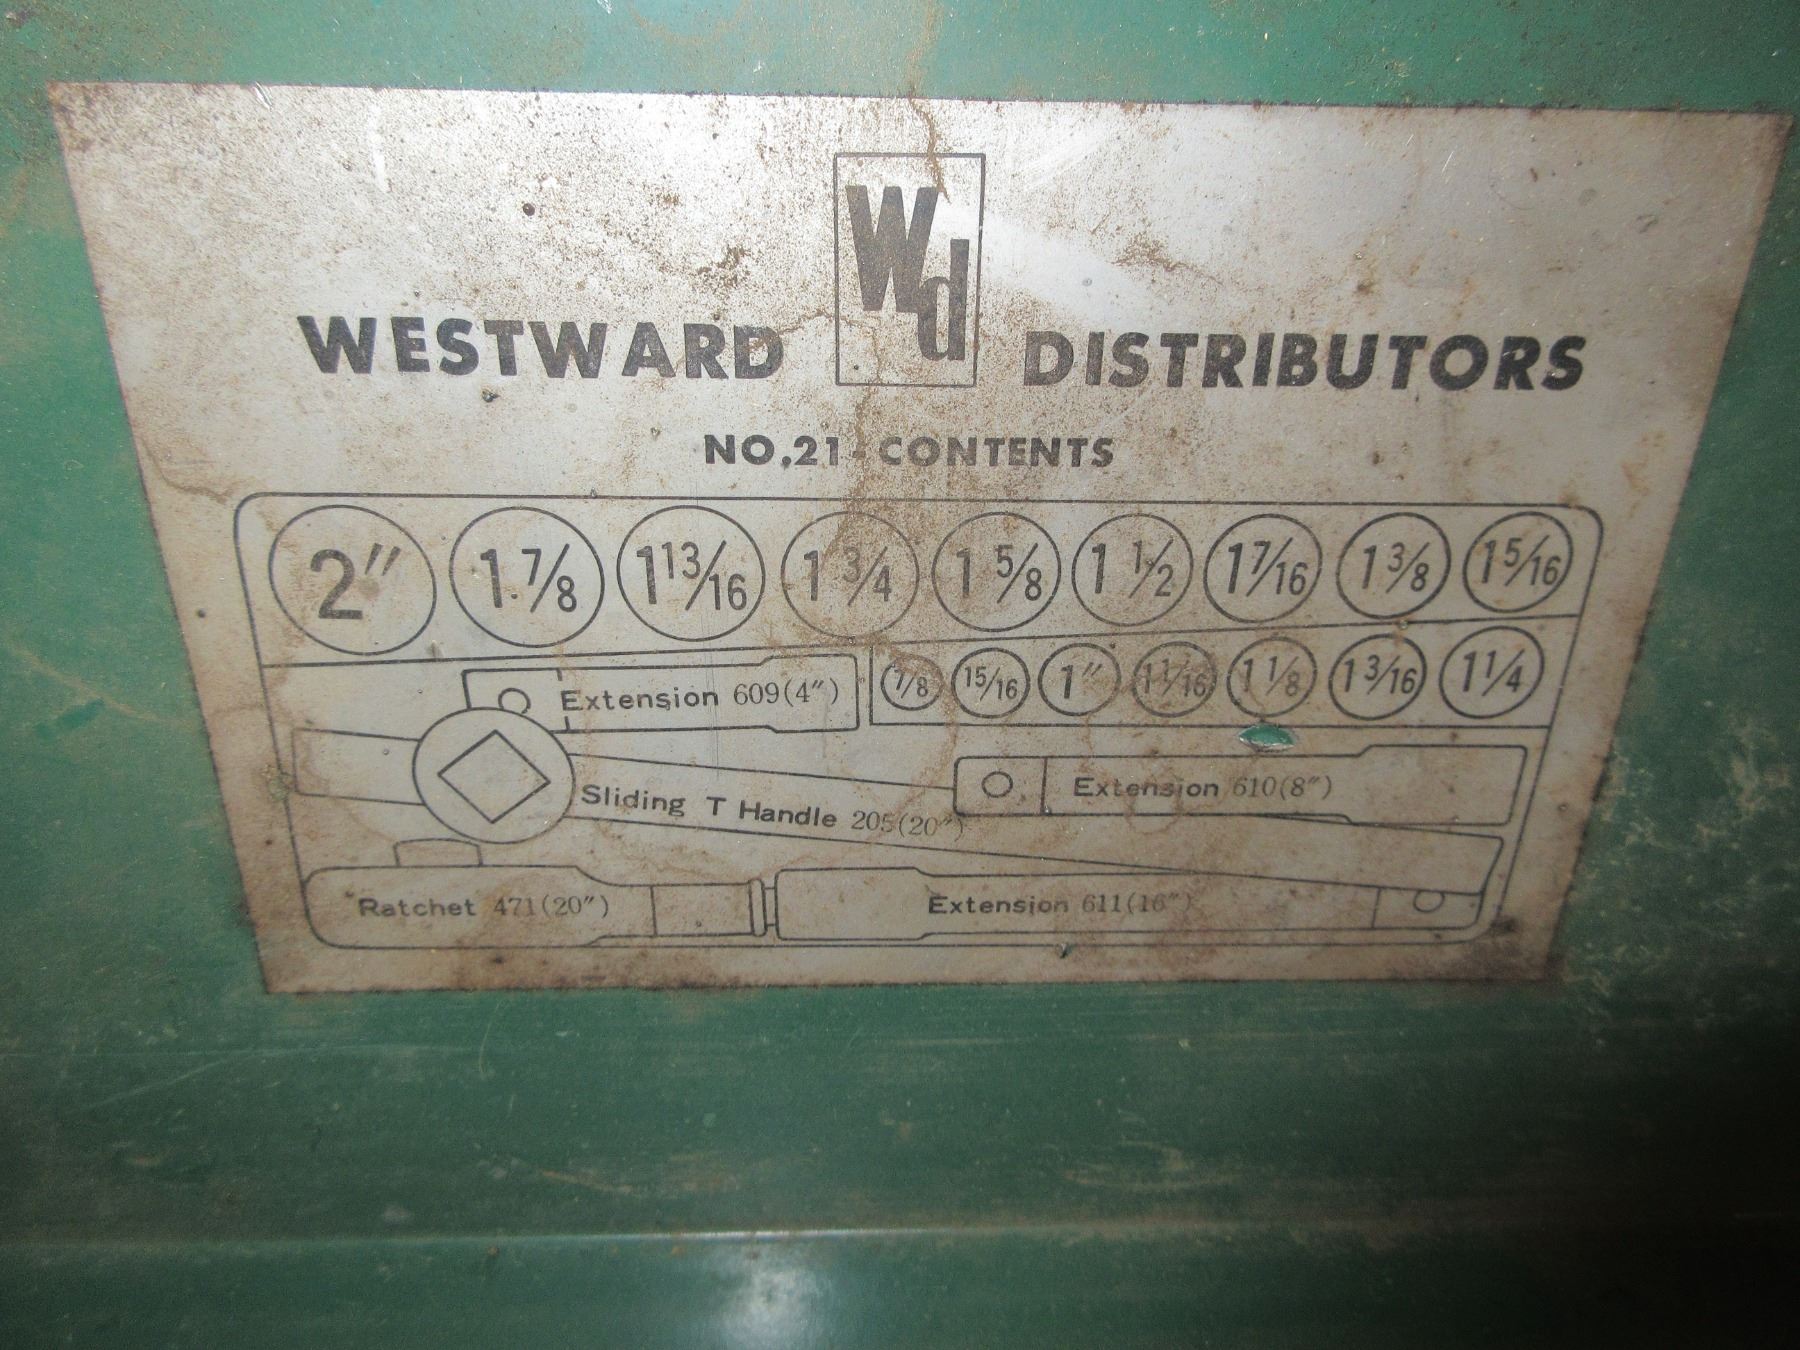 Wd
WESTWARD DISTRIBUTORS
NO.21-CONTENTS
2" 1 7/8 1 13/16 1 3/4 1 5/8 1 1/2 1 7/16 1 3/8 1 5/16
Extension 609(4") 7/8 15/16 1" 1 1/16 1 1/8 1 3/16 1 1/4
Sliding T Handle 205(20") Extension 610(8")
Ratchet 471(20") Extension 611(16")